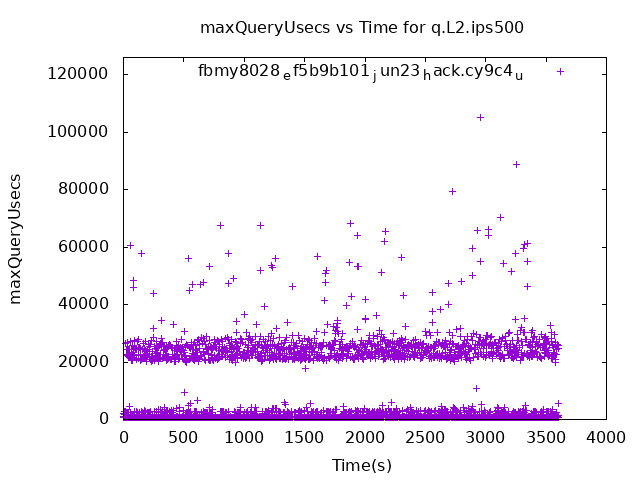 maxQueryUsecs vs Time for q.L2.ips500
fbmy8028ef5b9b101jun23hack.cy9c4u
120000
100000
80000
60000
40000
20000
0
maxQueryUsecs
0 500 1000 1500 2000 2500 3000 3500 4000
Time(s)